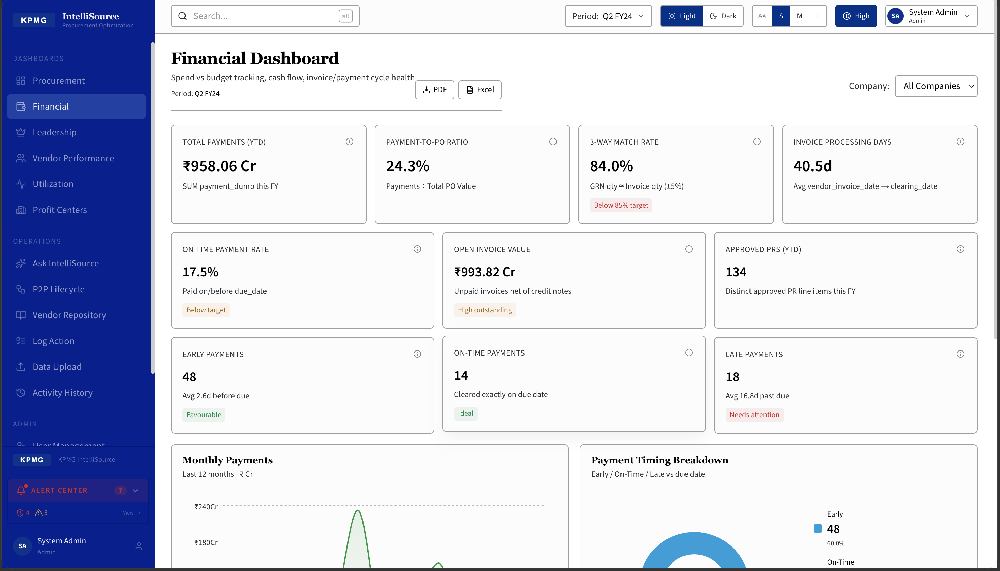 KPMG
IntelliSource
Procurement Optimization
Search...
⌘K
Period: Q2 FY24
Light
Dark
AA
S
M
L
High
SA
System Admin
Admin
DASHBOARDS
Procurement
Financial
Leadership
Vendor Performance
Utilization
Profit Centers
OPERATIONS
Ask IntelliSource
P2P Lifecycle
Vendor Repository
Log Action
Data Upload
Activity History
ADMIN
User Management
KPMG
KPMG IntelliSource
ALERT CENTER
7
4
3
View →
SA
System Admin
Admin
Financial Dashboard
Spend vs budget tracking, cash flow, invoice/payment cycle health
Period: Q2 FY24
PDF
Excel
Company:
All Companies
TOTAL PAYMENTS (YTD)
₹958.06 Cr
SUM payment_dump this FY
PAYMENT-TO-PO RATIO
24.3%
Payments ÷ Total PO Value
3-WAY MATCH RATE
84.0%
GRN qty ≈ Invoice qty (±5%)
Below 85% target
INVOICE PROCESSING DAYS
40.5d
Avg vendor_invoice_date → clearing_date
ON-TIME PAYMENT RATE
17.5%
Paid on/before due_date
Below target
OPEN INVOICE VALUE
₹993.82 Cr
Unpaid invoices net of credit notes
High outstanding
APPROVED PRS (YTD)
134
Distinct approved PR line items this FY
EARLY PAYMENTS
48
Avg 2.6d before due
Favourable
ON-TIME PAYMENTS
14
Cleared exactly on due date
Ideal
LATE PAYMENTS
18
Avg 16.8d past due
Needs attention
Monthly Payments
Last 12 months · ₹ Cr
₹240Cr
₹180Cr
Payment Timing Breakdown
Early / On-Time / Late vs due date
Early
48
60.0%
On-Time